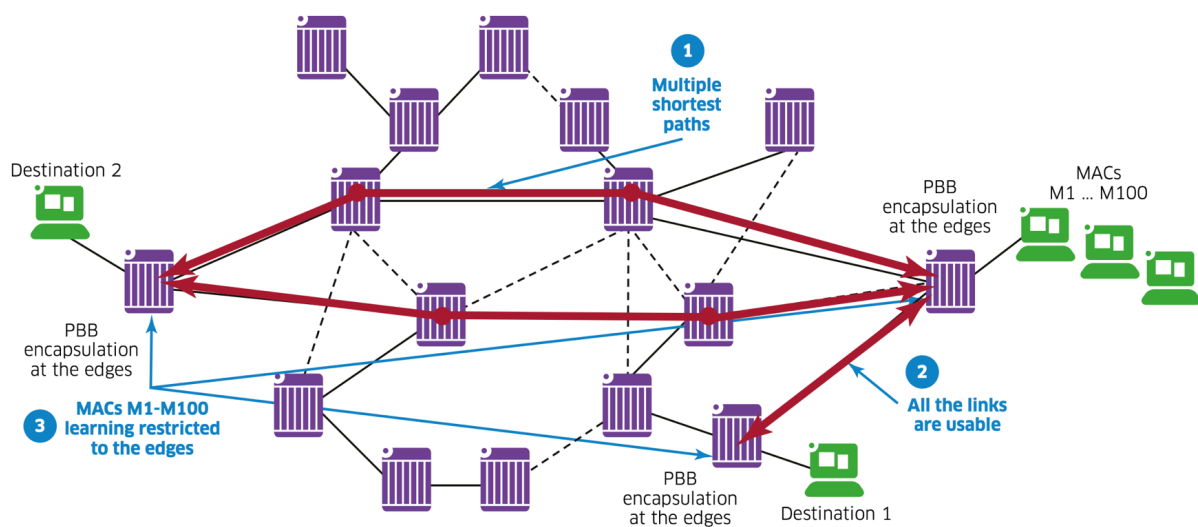 1
Multiple
shortest
paths
Destination 2
PBB
encapsulation
at the edges
MACs
M1 ... M100
PBB
encapsulation
at the edges
3
MACs M1-M100
learning restricted
to the edges
2
All the links
are usable
PBB
encapsulation
at the edges
Destination 1